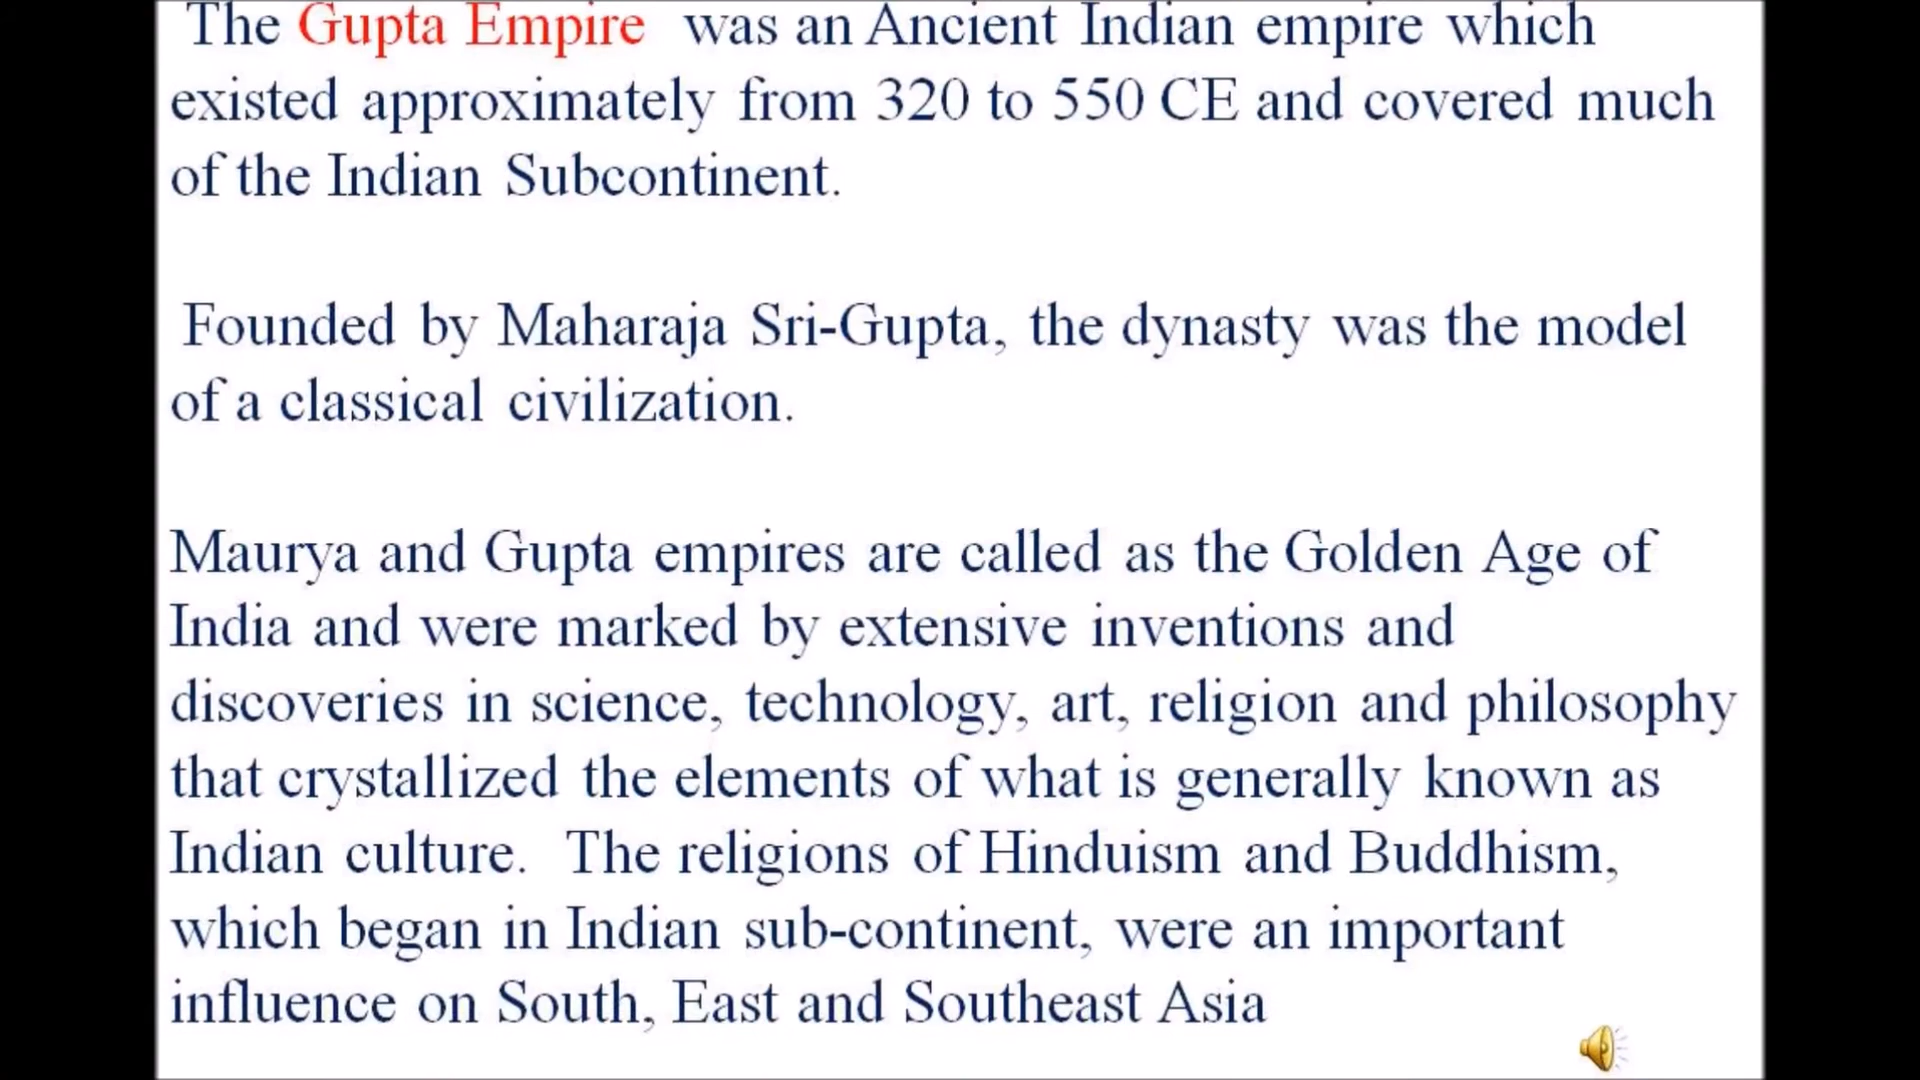 The Gupta Empire was an Ancient Indian empire which
existed approximately from 320 to 550 CE and covered much
of the Indian Subcontinent.
Founded by Maharaja Sri-Gupta, the dynasty was the model
of a classical civilization.
Maurya and Gupta empires are called as the Golden Age of
India and were marked by extensive inventions and
discoveries in science, technology, art, religion and philosophy
that crystallized the elements of what is generally known as
Indian culture. The religions of Hinduism and Buddhism,
which began in Indian sub-continent, were an important
influence on South, East and Southeast Asia